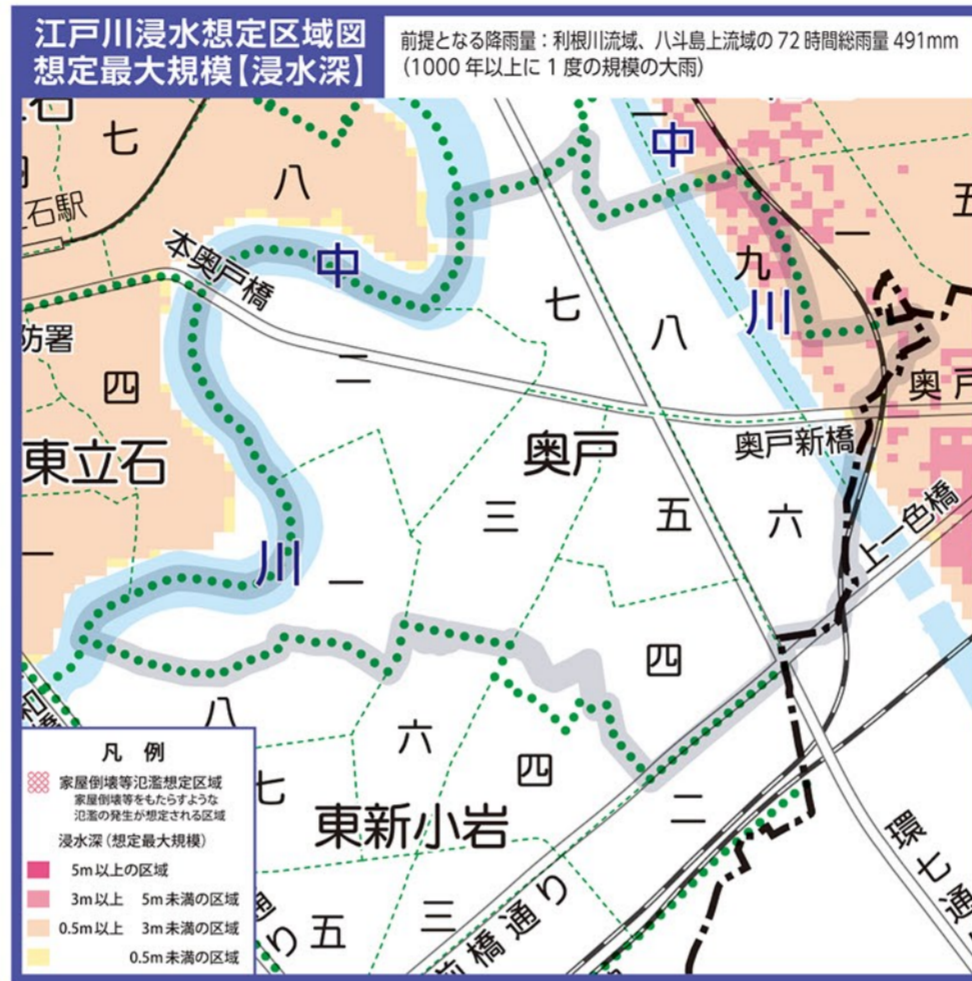 江戸川浸水想定区域図
想定最大規模【浸水深】
前提となる降雨量：利根川流域、八斗島上流域の72時間総雨量491mm
（1000年以上に1度の規模の大雨）
七
八
石駅
本奥戸橋
中
川
防署
四
東立石
一
一
中
川
五
一
九
七
八
二
奥戸
三
五
六
一
四
奥戸新橋
奥戸
上一色橋
八
七
六
四
二
東新小岩
五
三
前橋通り
環七通り
通り
凡 例
家屋倒壊等氾濫想定区域
家屋倒壊等をもたらすような
氾濫の発生が想定される区域
浸水深（想定最大規模）
5m以上の区域
3m以上 5m未満の区域
0.5m以上 3m未満の区域
0.5m未満の区域